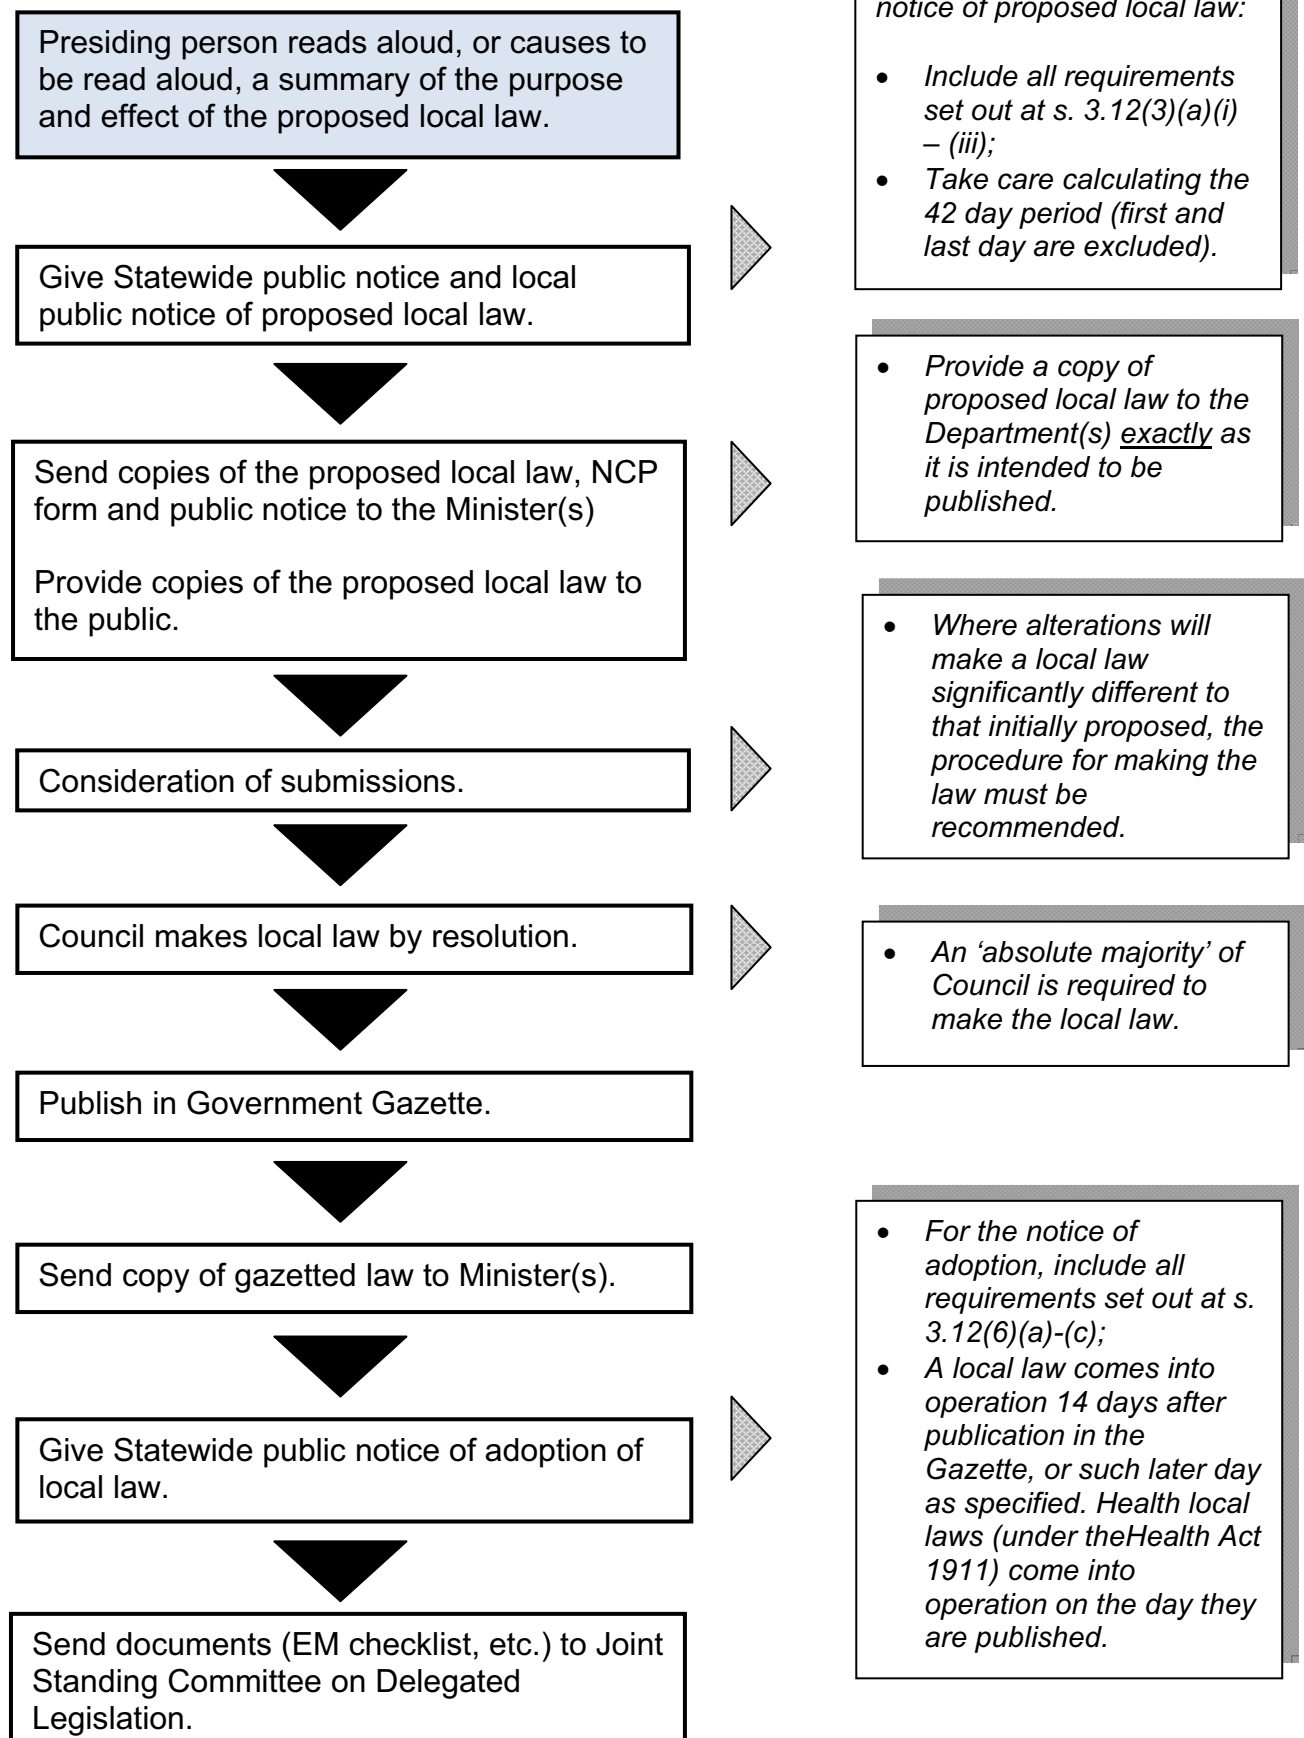 Presiding person reads aloud, or causes to
be read aloud, a summary of the purpose
and effect of the proposed local law.
notice of proposed local law:
• Include all requirements
set out at s. 3.12(3)(a)(i)
– (iii);
• Take care calculating the
42 day period (first and
last day are excluded).
Give Statewide public notice and local
public notice of proposed local law.
• Provide a copy of
proposed local law to the
Department(s) exactly as
it is intended to be
published.
Send copies of the proposed local law, NCP
form and public notice to the Minister(s)
Provide copies of the proposed local law to
the public.
• Where alterations will
make a local law
significantly different to
that initially proposed, the
procedure for making the
law must be
recommended.
Consideration of submissions.
Council makes local law by resolution.
• An ‘absolute majority’ of
Council is required to
make the local law.
Publish in Government Gazette.
Send copy of gazetted law to Minister(s).
• For the notice of
adoption, include all
requirements set out at s.
3.12(6)(a)-(c);
• A local law comes into
operation 14 days after
publication in the
Gazette, or such later day
as specified. Health local
laws (under theHealth Act
1911) come into
operation on the day they
are published.
Give Statewide public notice of adoption of
local law.
Send documents (EM checklist, etc.) to Joint
Standing Committee on Delegated
Legislation.